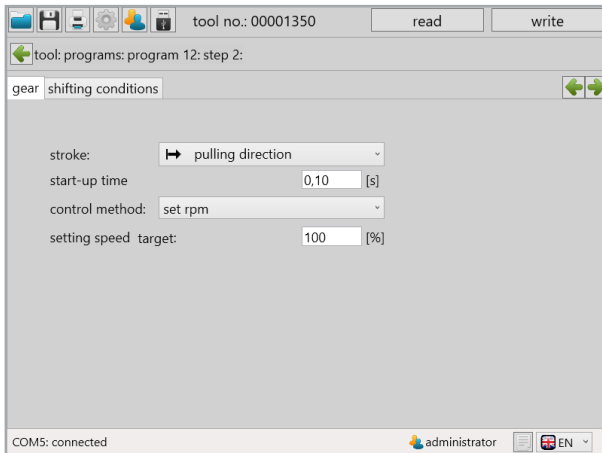 tool no.: 00001350 read write
tool: programs: program 12: step 2:
gear shifting conditions
stroke: pulling direction
start-up time 0,10 [s]
control method: set rpm
setting speed target: 100 [%]
COM5: connected administrator EN